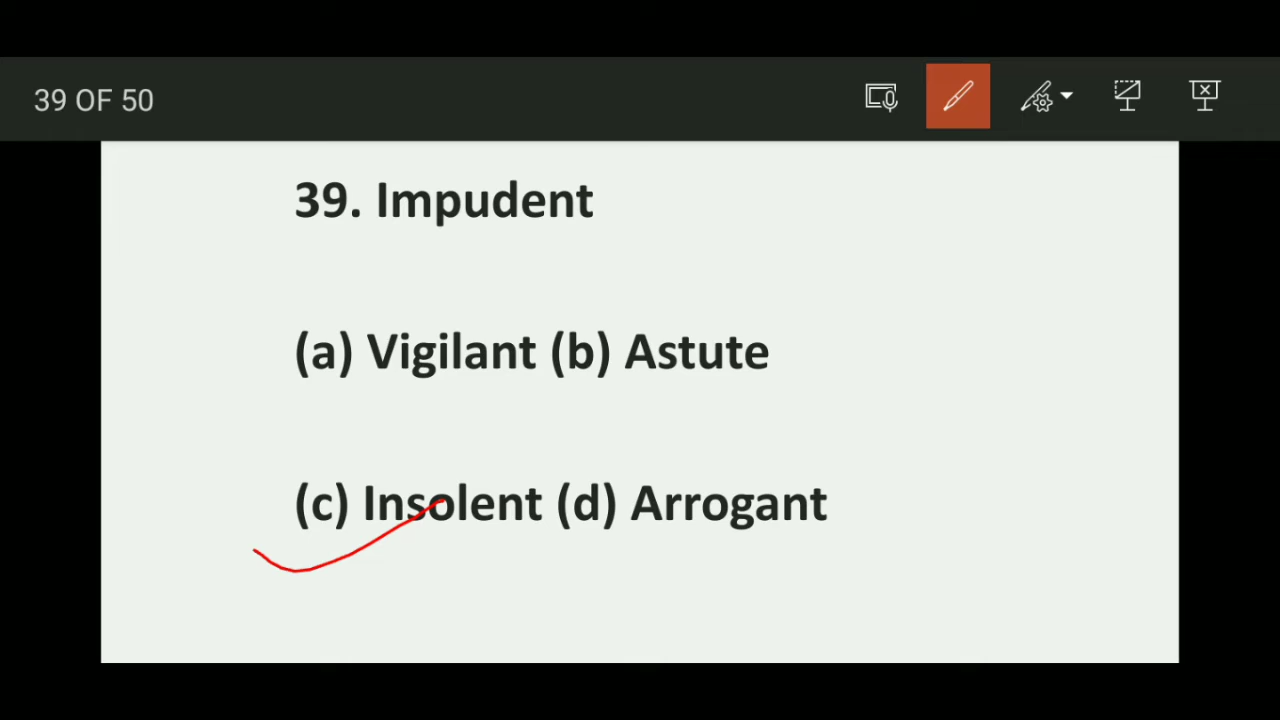 39 OF 50
39. Impudent
(a) Vigilant (b) Astute
(c) Insolent (d) Arrogant